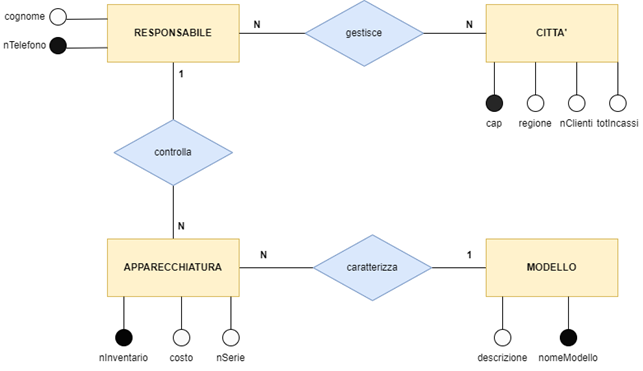 cognome
nTelefono
RESPONSABILE
N
gestisce
N
CITTA'
cap
regione
nClienti
totIncassi
1
controlla
N
APPARECCHIATURA
N
caratterizza
1
MODELLO
nInventario
costo
nSerie
descrizione
nomeModello